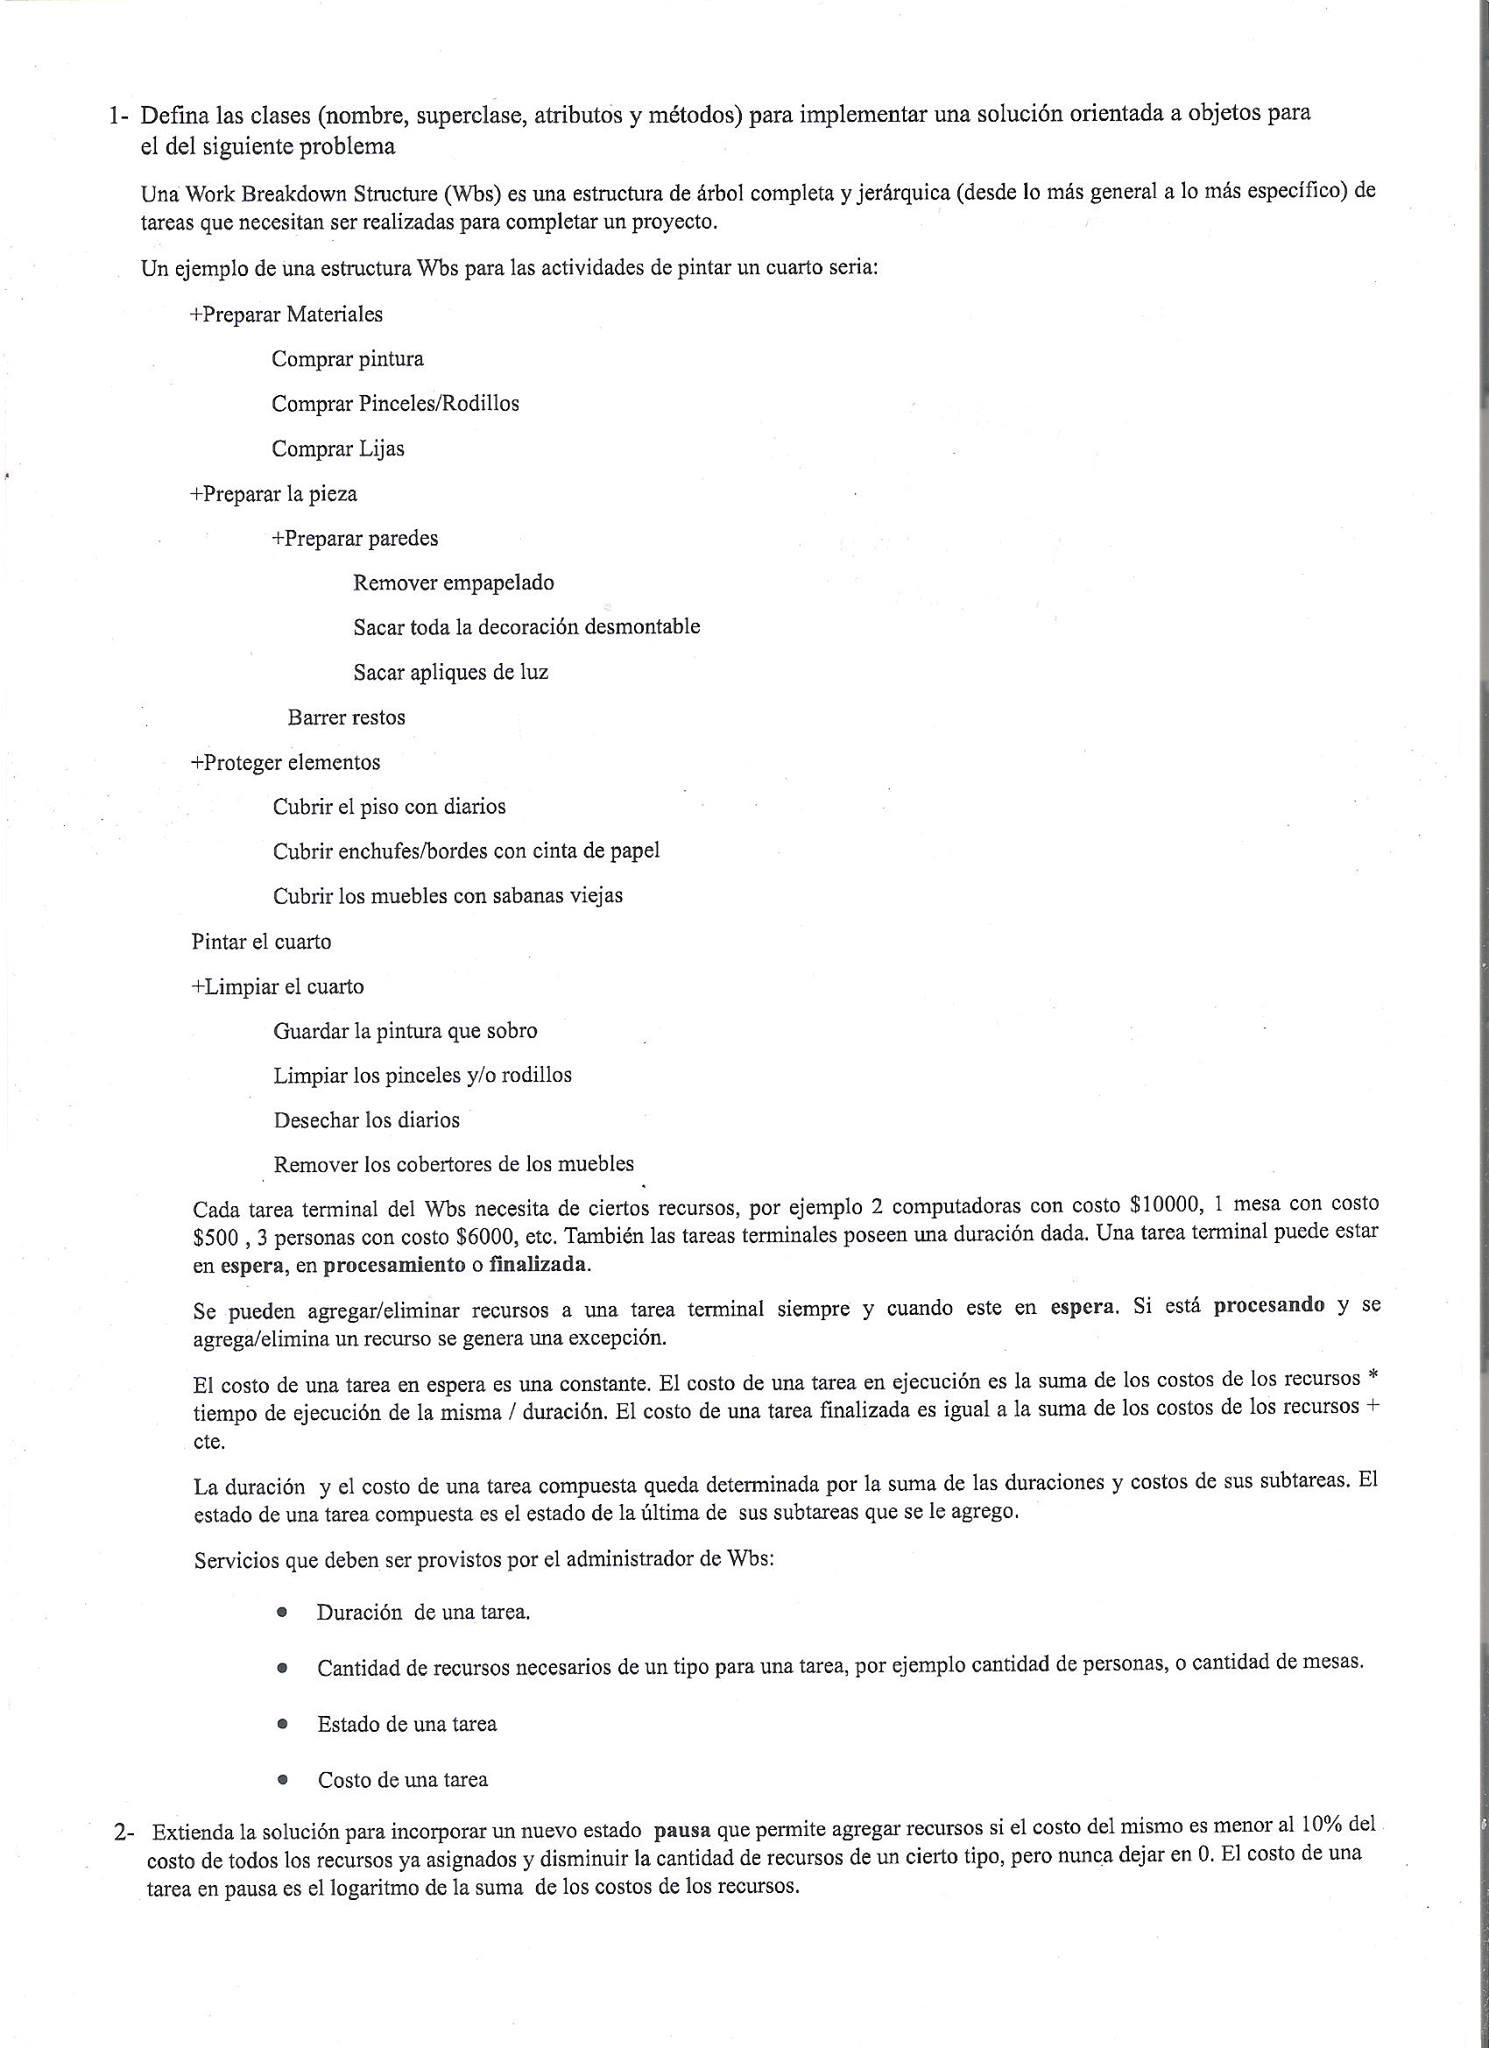 1- Defina las clases (nombre, superclase, atributos y métodos) para implementar una solución orientada a objetos para
el del siguiente problema
Una Work Breakdown Structure (Wbs) es una estructura de árbol completa y jerárquica (desde lo más general a lo más específico) de
tareas que necesitan ser realizadas para completar un proyecto.
Un ejemplo de una estructura Wbs para las actividades de pintar un cuarto seria:
+Preparar Materiales
Comprar pintura
Comprar Pinceles/Rodillos
Comprar Lijas
+Preparar la pieza
+Preparar paredes
Remover empapelado
Sacar toda la decoración desmontable
Sacar apliques de luz
Barrer restos
+Proteger elementos
Cubrir el piso con diarios
Cubrir enchufes/bordes con cinta de papel
Cubrir los muebles con sabanas viejas
Pintar el cuarto
+Limpiar el cuarto
Guardar la pintura que sobro
Limpiar los pinceles y/o rodillos
Desechar los diarios
Remover los cobertores de los muebles
Cada tarea terminal del Wbs necesita de ciertos recursos, por ejemplo 2 computadoras con costo $10000, 1 mesa con costo
$500 , 3 personas con costo $6000, etc. También las tareas terminales poseen una duración dada. Una tarea terminal puede estar
en espera, en procesamiento o finalizada.
Se pueden agregar/eliminar recursos a una tarea terminal siempre y cuando este en espera. Si está procesando y se
agrega/elimina un recurso se genera una excepción.
El costo de una tarea en espera es una constante. El costo de una tarea en ejecución es la suma de los costos de los recursos *
tiempo de ejecución de la misma / duración. El costo de una tarea finalizada es igual a la suma de los costos de los recursos +
cte.
La duración y el costo de una tarea compuesta queda determinada por la suma de las duraciones y costos de sus subtareas. El
estado de una tarea compuesta es el estado de la última de sus subtareas que se le agrego.
Servicios que deben ser provistos por el administrador de Wbs:
• Duración de una tarea.
• Cantidad de recursos necesarios de un tipo para una tarea, por ejemplo cantidad de personas, o cantidad de mesas.
• Estado de una tarea
• Costo de una tarea
2- Extienda la solución para incorporar un nuevo estado pausa que permite agregar recursos si el costo del mismo es menor al 10% del
costo de todos los recursos ya asignados y disminuir la cantidad de recursos de un cierto tipo, pero nunca dejar en 0. El costo de una
tarea en pausa es el logaritmo de la suma de los costos de los recursos.